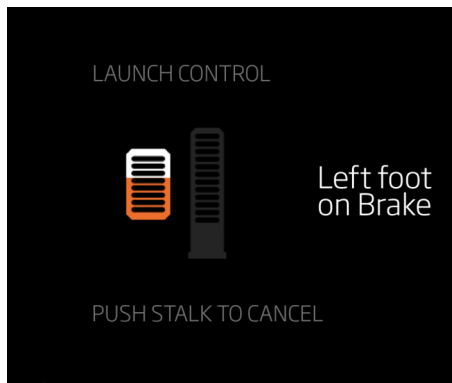 LAUNCH CONTROL
Left foot
on Brake
PUSH STALK TO CANCEL